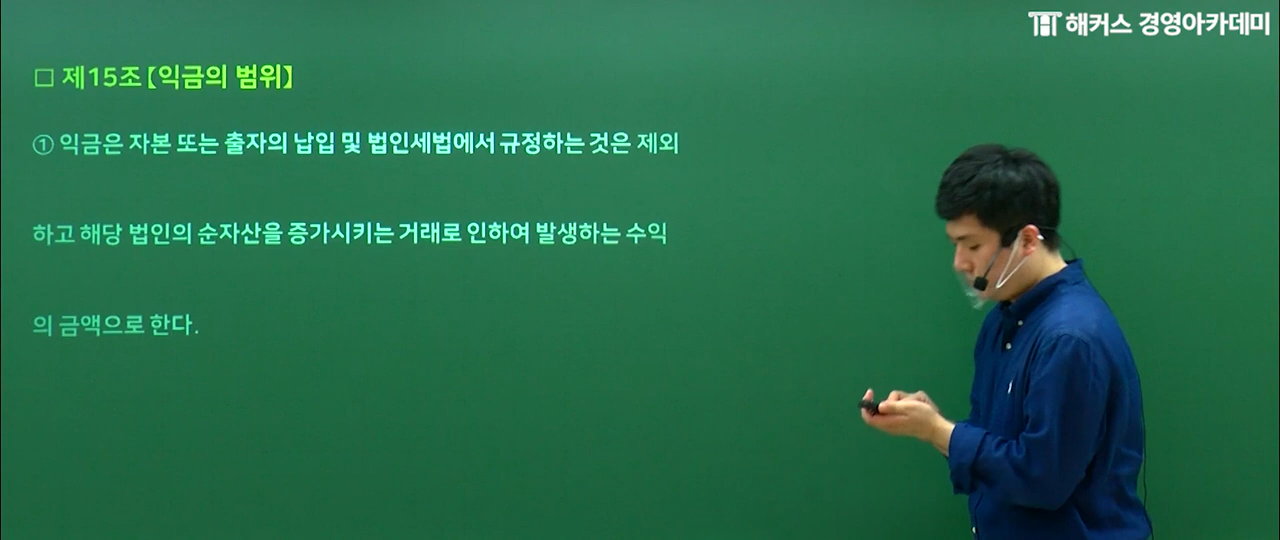 해커스 경영아카데미
□ 제15조【익금의 범위】
① 익금은 자본 또는 출자의 납입 및 법인세법에서 규정하는 것은 제외
하고 해당 법인의 순자산을 증가시키는 거래로 인하여 발생하는 수익
의 금액으로 한다.